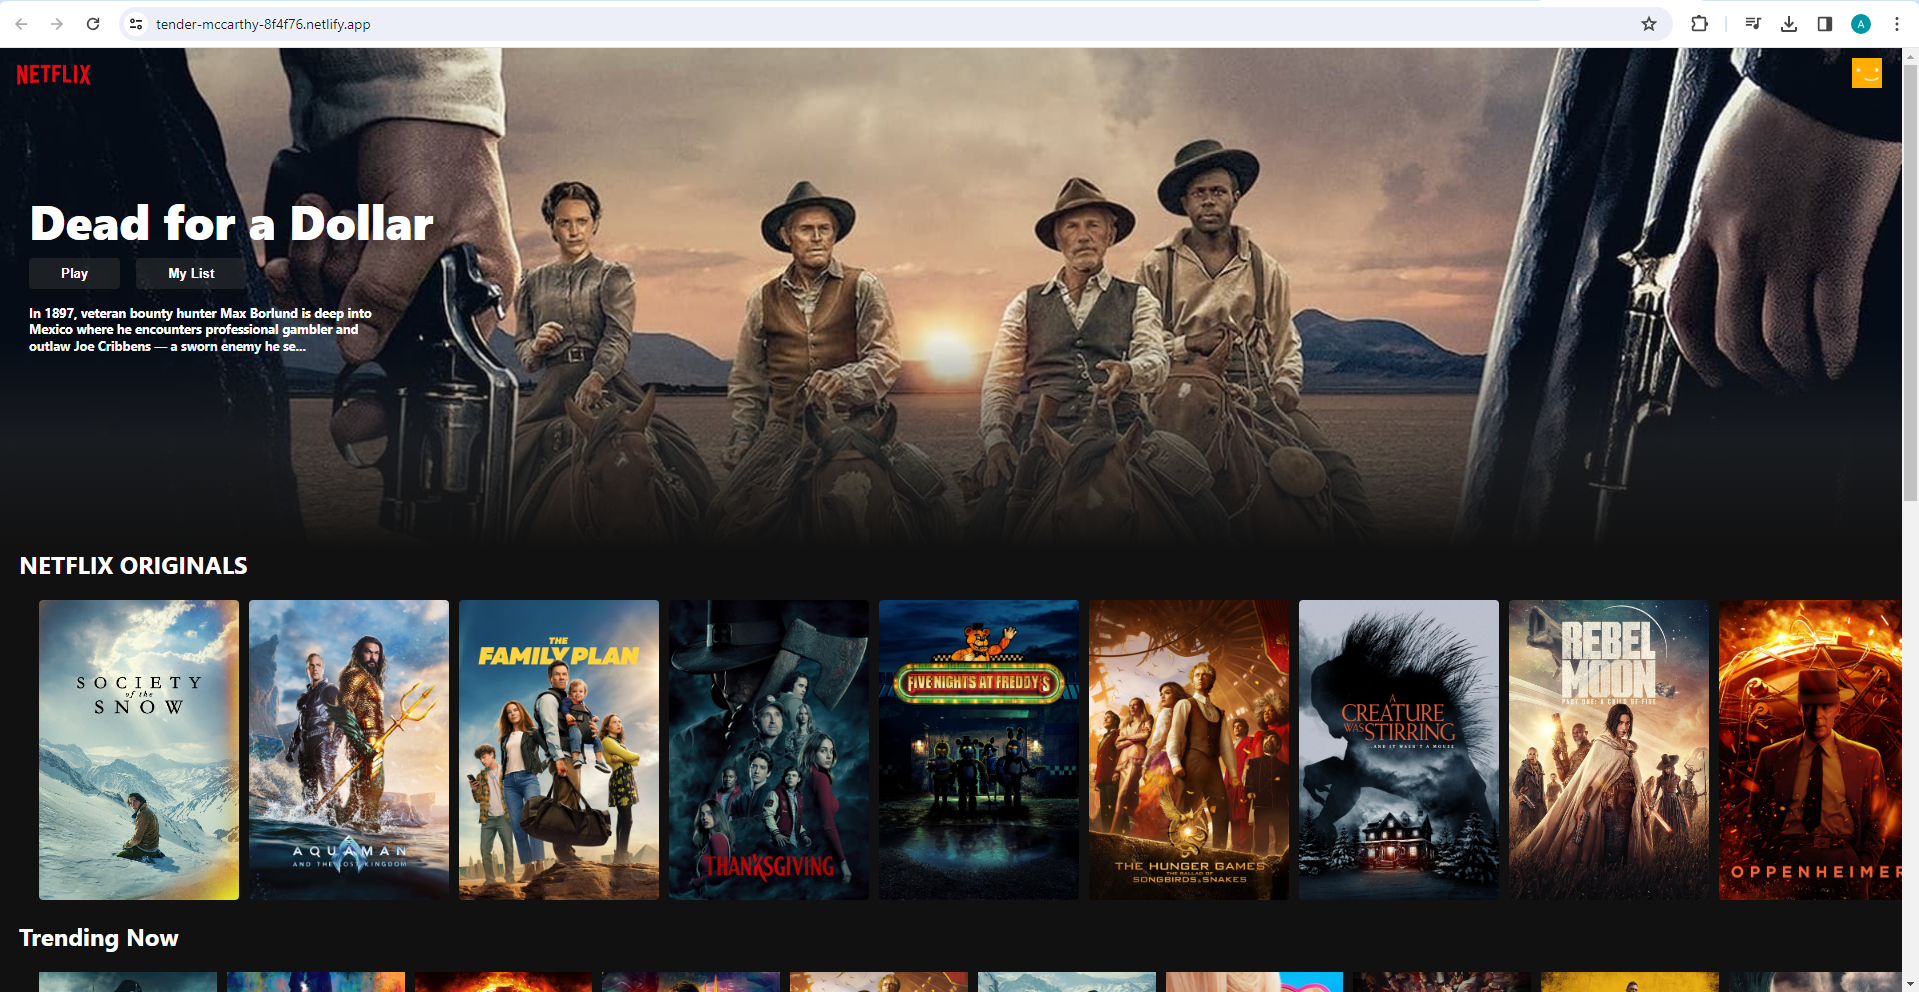 tender-mccarthy-8f4f76.netlify.app
A
NETFLIX
Dead for a Dollar
Play
My List
In 1897, veteran bounty hunter Max Borlund is deep into
Mexico where he encounters professional gambler and
outlaw Joe Cribbens — a sworn enemy he se...
NETFLIX ORIGINALS
SOCIETY
of the
SNOW
AQUAMAN
AND THE LOST KINGDOM
THE
FAMILY PLAN
THANKSGIVING
FIVE NIGHTS AT FREDDY'S
THE HUNGER GAMES
THE BALLAD OF
SONGBIRDS & SNAKES
A
CREATURE
WAS STIRRING
...AND IT WASN'T A MOUSE
REBEL
MOON
PART ONE: A CHILD OF FIRE
OPPENHEIMER
Trending Now